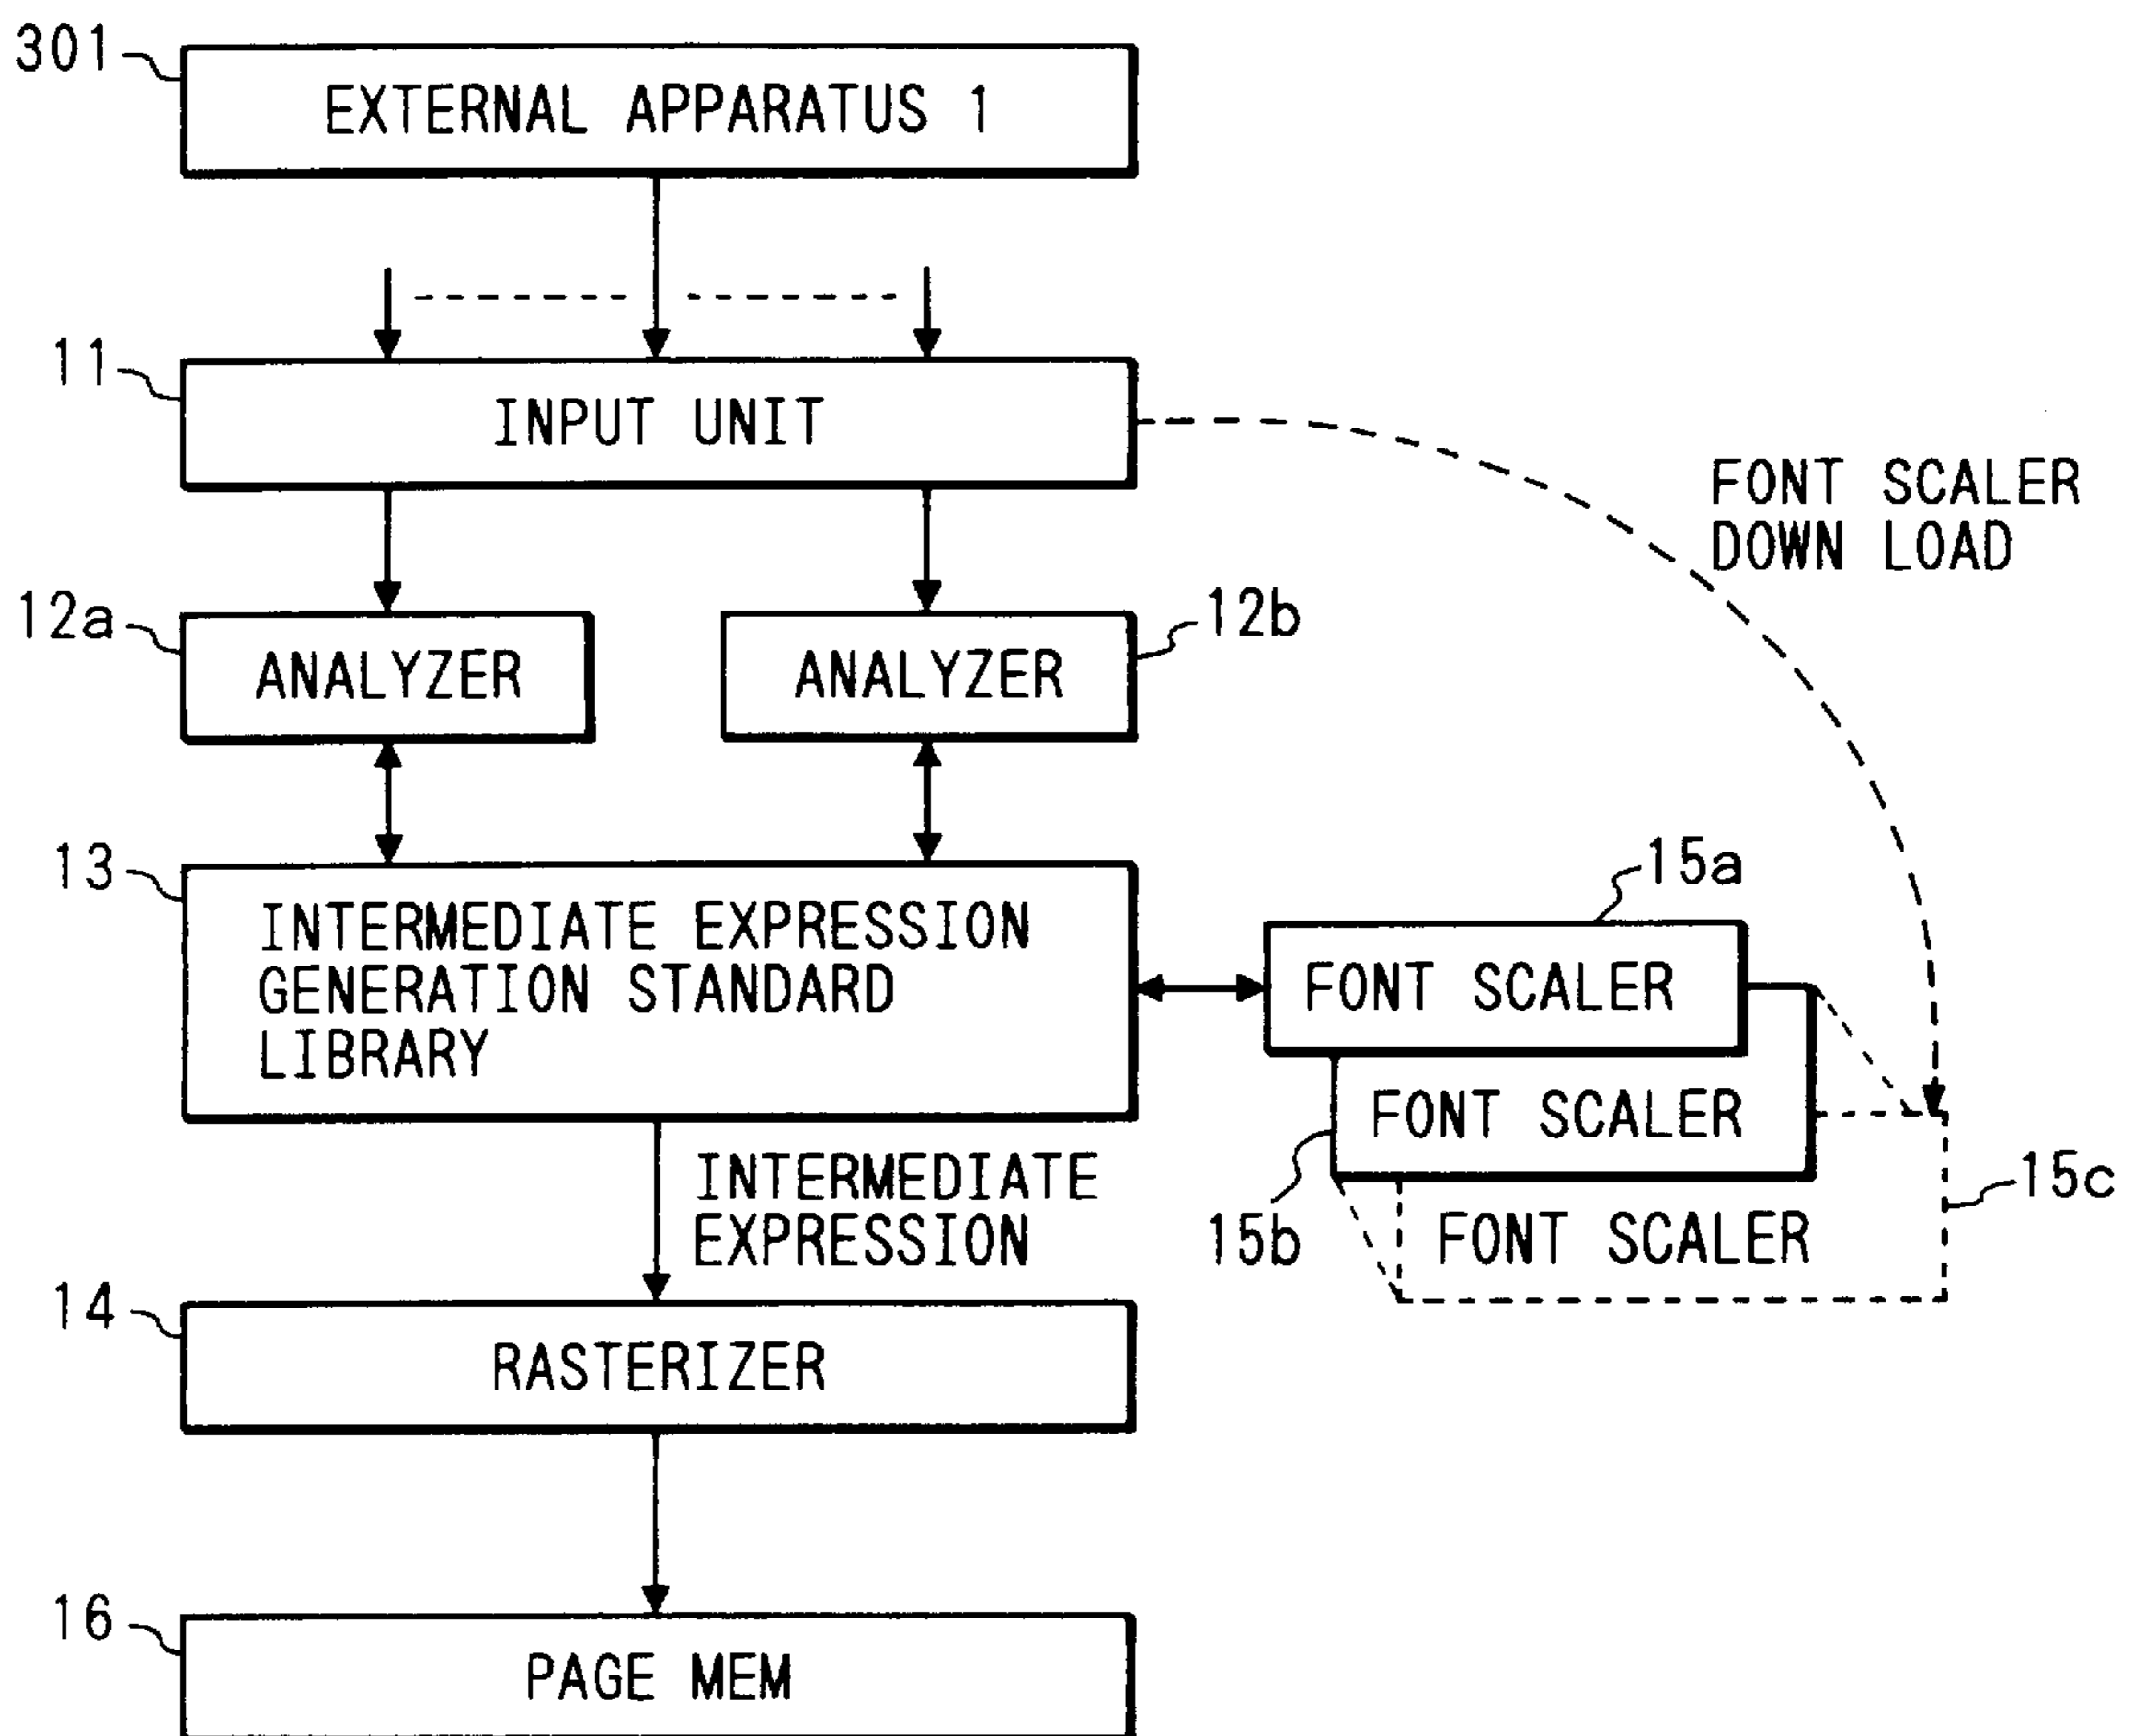 301
EXTERNAL APPARATUS 1
11
INPUT UNIT
FONT SCALER
DOWN LOAD
12a
ANALYZER
ANALYZER
12b
13
INTERMEDIATE EXPRESSION
GENERATION STANDARD
LIBRARY
15a
FONT SCALER
FONT SCALER
15b
FONT SCALER
15c
INTERMEDIATE
EXPRESSION
14
RASTERIZER
16
PAGE MEM